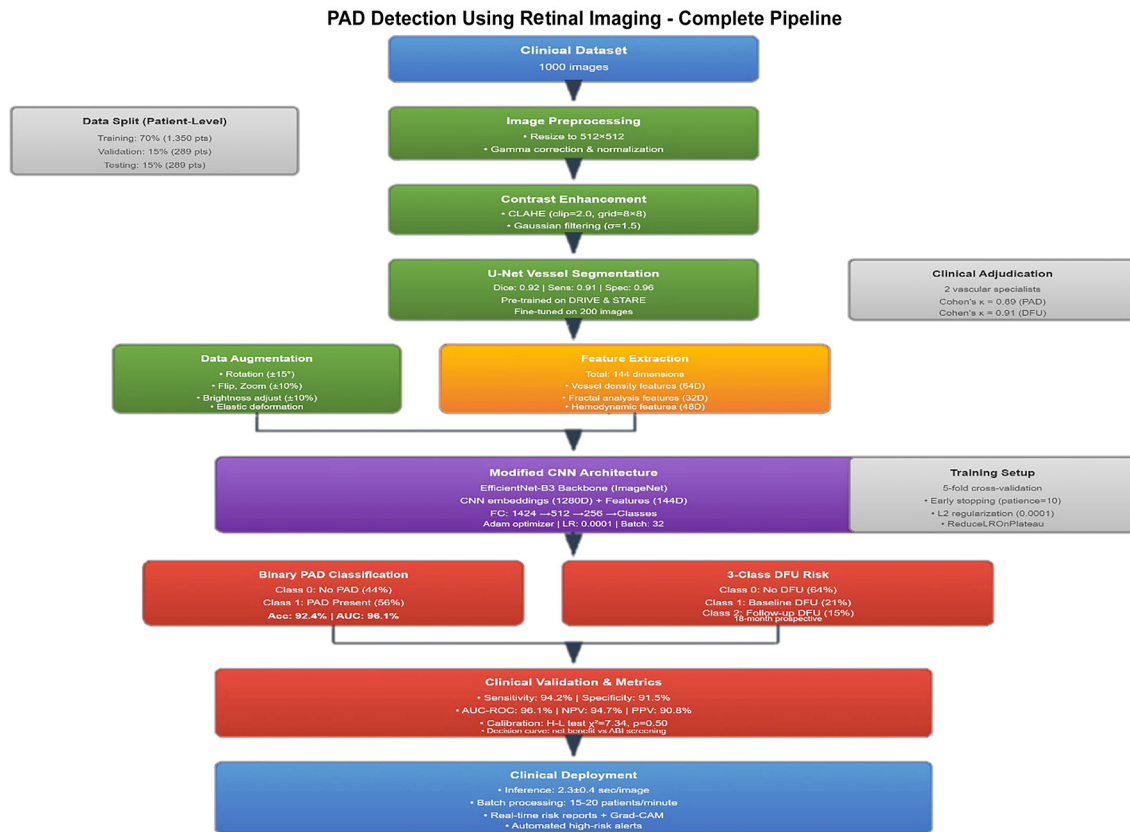 PAD Detection Using Retinal Imaging - Complete Pipeline
Clinical Dataset
1000 images
Data Split (Patient-Level)
Training: 70% (1,350 pts)
Validation: 15% (289 pts)
Testing: 15% (289 pts)
Image Preprocessing
• Resize to 512×512
• Gamma correction & normalization
Contrast Enhancement
• CLAHE (clip=2.0, grid=8×8)
• Gaussian filtering (σ=1.5)
U-Net Vessel Segmentation
Dice: 0.92 | Sens: 0.91 | Spec: 0.96
Pre-trained on DRIVE & STARE
Fine-tuned on 200 images
Clinical Adjudication
2 vascular specialists
Cohen's κ = 0.89 (PAD)
Cohen's κ = 0.91 (DFU)
Data Augmentation
• Rotation (±15°)
• Flip, Zoom (±10%)
• Brightness adjust (±10%)
• Elastic deformation
Feature Extraction
Total: 144 dimensions
• Vessel density features (64D)
• Fractal analysis features (32D)
• Hemodynamic features (48D)
Modified CNN Architecture
EfficientNet-B3 Backbone (ImageNet)
CNN embeddings (1280D) + Features (144D)
FC: 1424 →512 →256 →Classes
Adam optimizer | LR: 0.0001 | Batch: 32
Training Setup
5-fold cross-validation
• Early stopping (patience=10)
• L2 regularization (0.0001)
• ReduceLROnPlateau
Binary PAD Classification
Class 0: No PAD (44%)
Class 1: PAD Present (56%)
Acc: 92.4% | AUC: 96.1%
3-Class DFU Risk
Class 0: No DFU (64%)
Class 1: Baseline DFU (21%)
Class 2: Follow-up DFU (15%)
18-month prospective
Clinical Validation & Metrics
• Sensitivity: 94.2% | Specificity: 91.5%
• AUC-ROC: 96.1% | NPV: 94.7% | PPV: 90.8%
• Calibration: H-L test χ²=7.34, p=0.50
• Decision curve: net benefit vs ABI screening
Clinical Deployment
• Inference: 2.3±0.4 sec/image
• Batch processing: 15-20 patients/minute
• Real-time risk reports + Grad-CAM
• Automated high-risk alerts